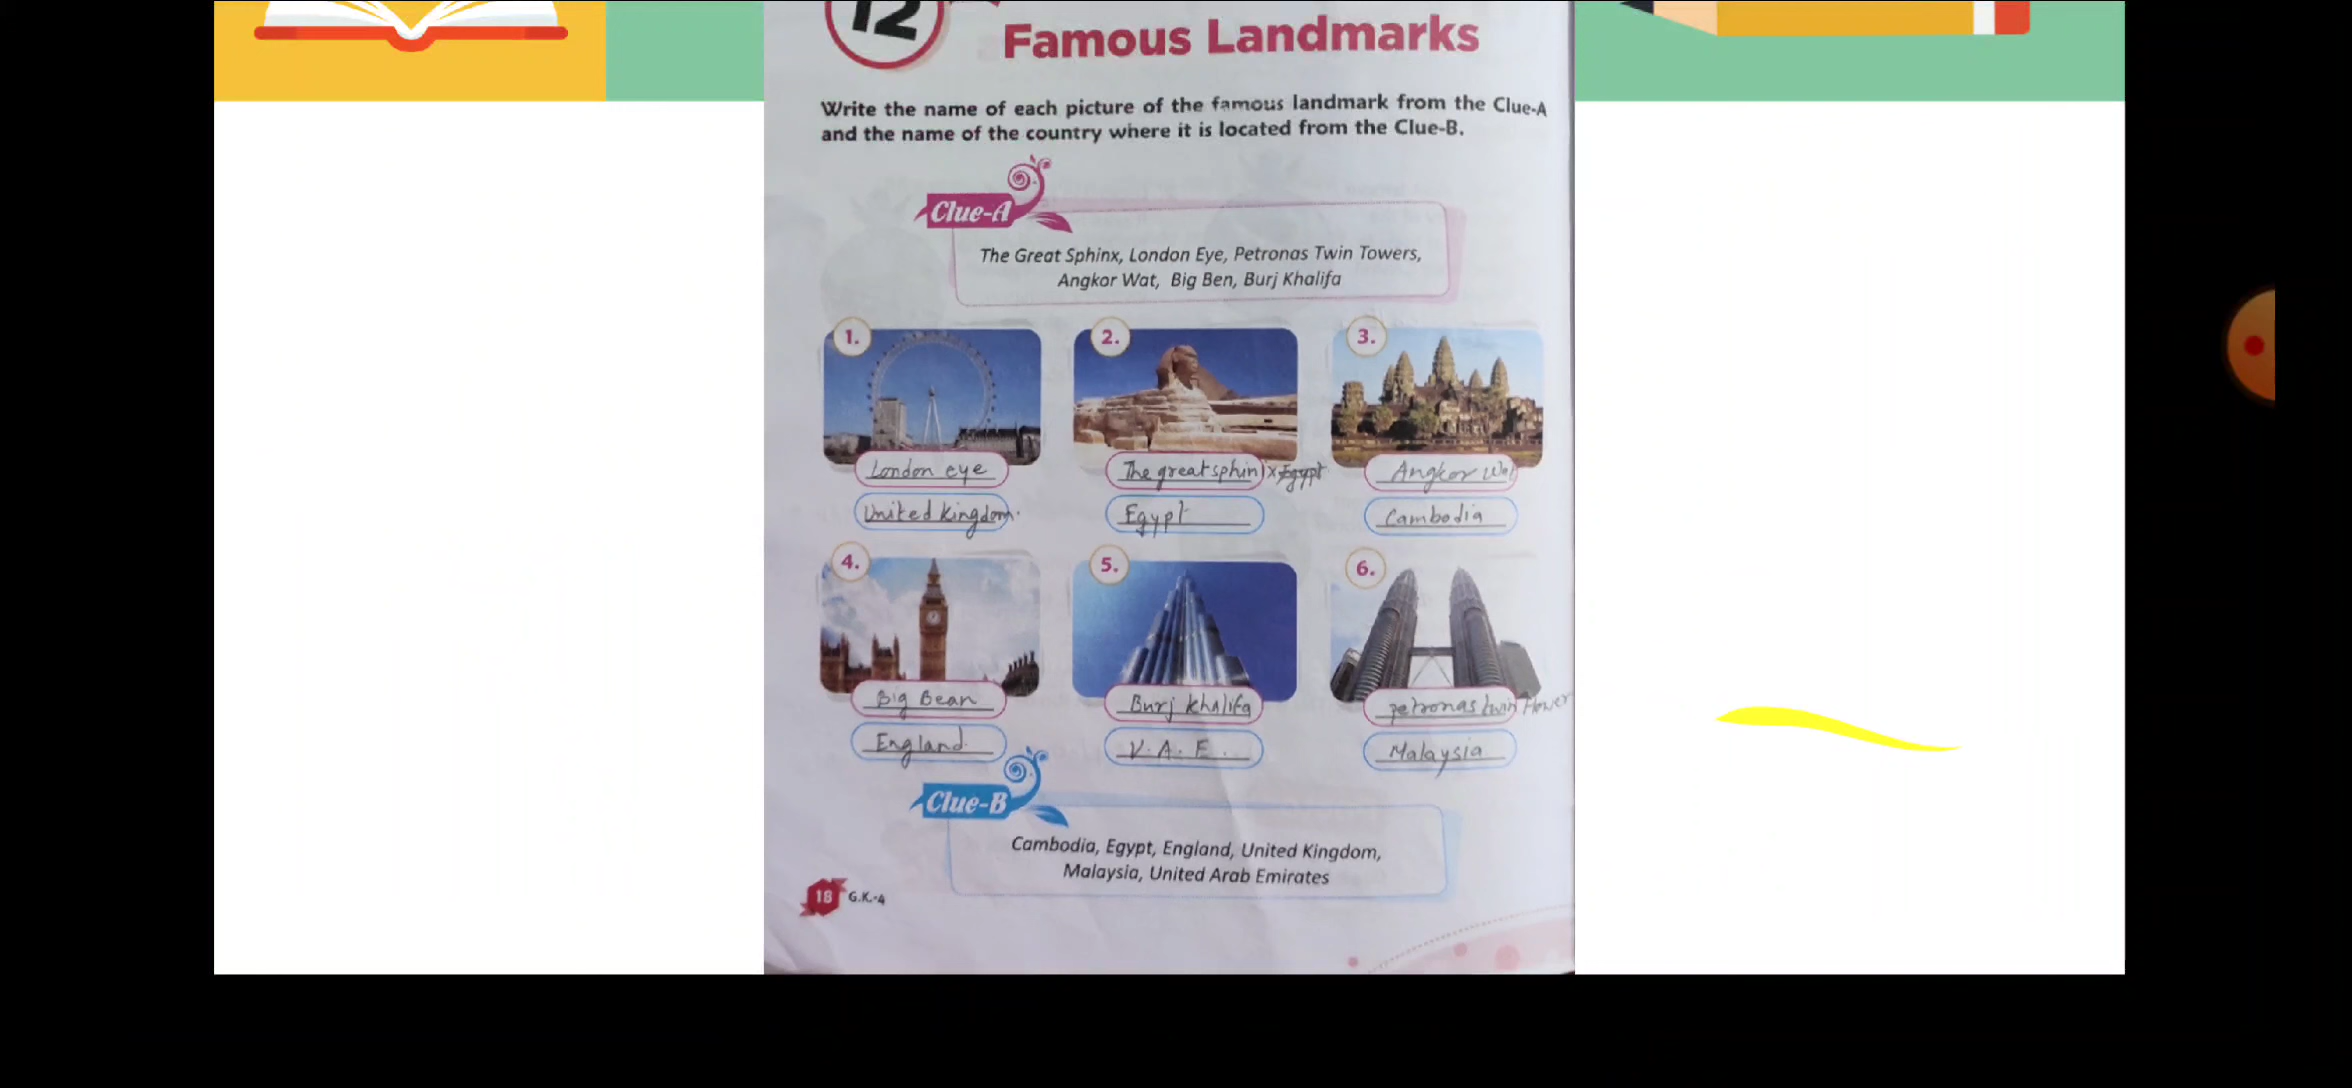 12
Famous Landmarks
Write the name of each picture of the famous landmark from the Clue-A
and the name of the country where it is located from the Clue-B.
Clue-A
The Great Sphinx, London Eye, Petronas Twin Towers,
Angkor Wat, Big Ben, Burj Khalifa
1. 2. 3.
London eye The great sphinx Egypt Angkor Wat
United kingdom. Egypt Cambodia
4. 5. 6.
Big Bean Burj khalifa petronas twin flower
England. U.A.E. Malaysia
Clue-B
Cambodia, Egypt, England, United Kingdom,
Malaysia, United Arab Emirates
18 G.K.-4